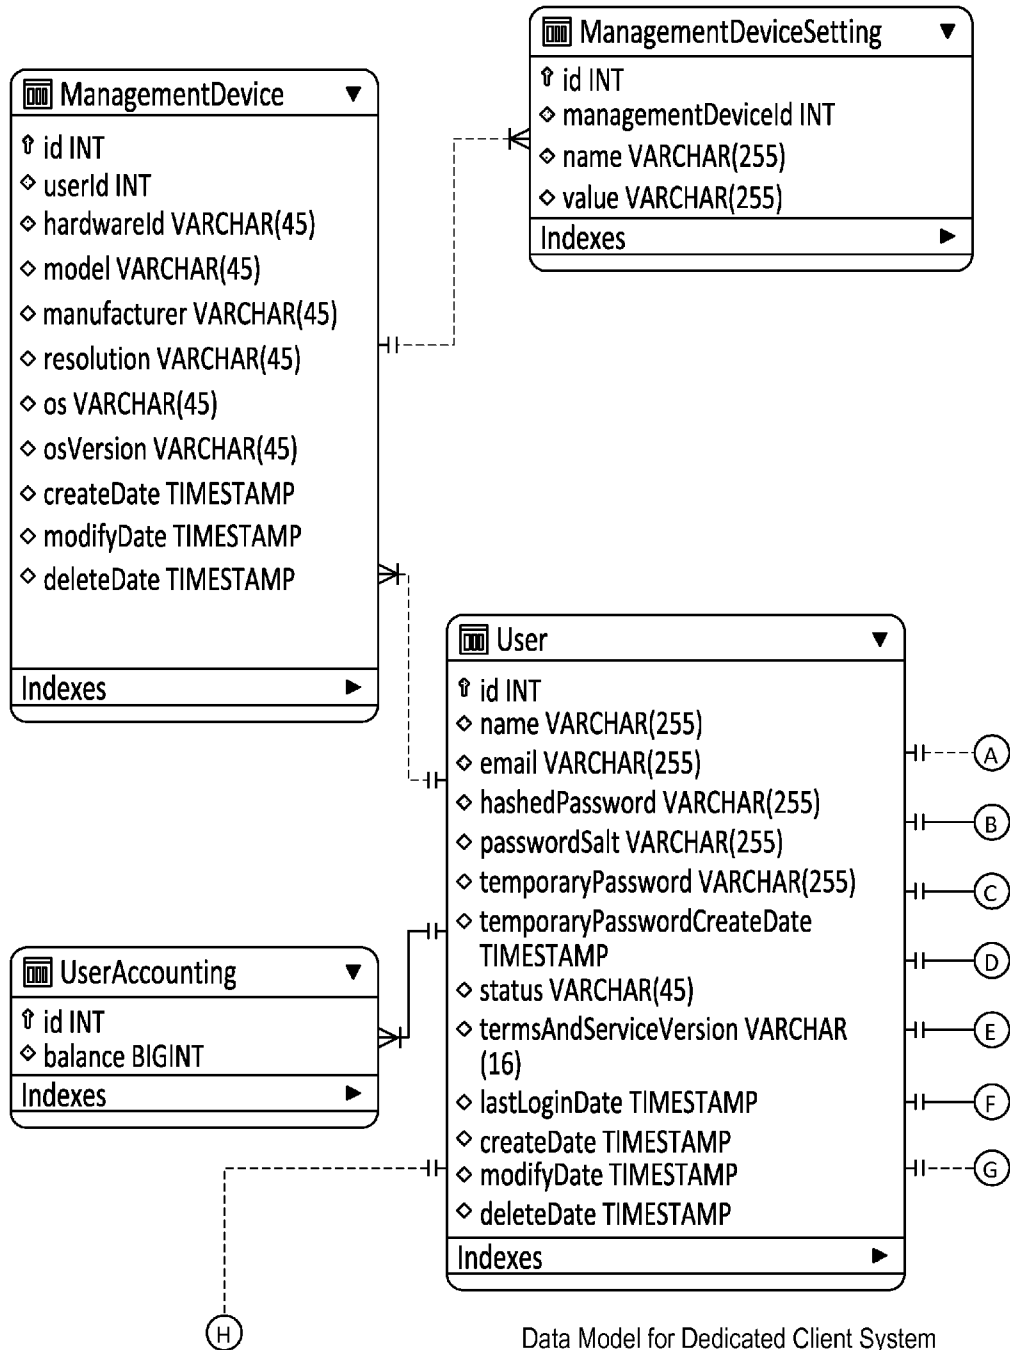 ManagementDeviceSetting
id INT
managementDeviceId INT
name VARCHAR(255)
value VARCHAR(255)
Indexes
ManagementDevice
id INT
userId INT
hardwareId VARCHAR(45)
model VARCHAR(45)
manufacturer VARCHAR(45)
resolution VARCHAR(45)
os VARCHAR(45)
osVersion VARCHAR(45)
createDate TIMESTAMP
modifyDate TIMESTAMP
deleteDate TIMESTAMP
Indexes
User
id INT
name VARCHAR(255)
email VARCHAR(255)
hashedPassword VARCHAR(255)
passwordSalt VARCHAR(255)
temporaryPassword VARCHAR(255)
temporaryPasswordCreateDate
TIMESTAMP
status VARCHAR(45)
termsAndServiceVersion VARCHAR
(16)
lastLoginDate TIMESTAMP
createDate TIMESTAMP
modifyDate TIMESTAMP
deleteDate TIMESTAMP
Indexes
A
B
C
D
E
F
G
UserAccounting
id INT
balance BIGINT
Indexes
H
Data Model for Dedicated Client System